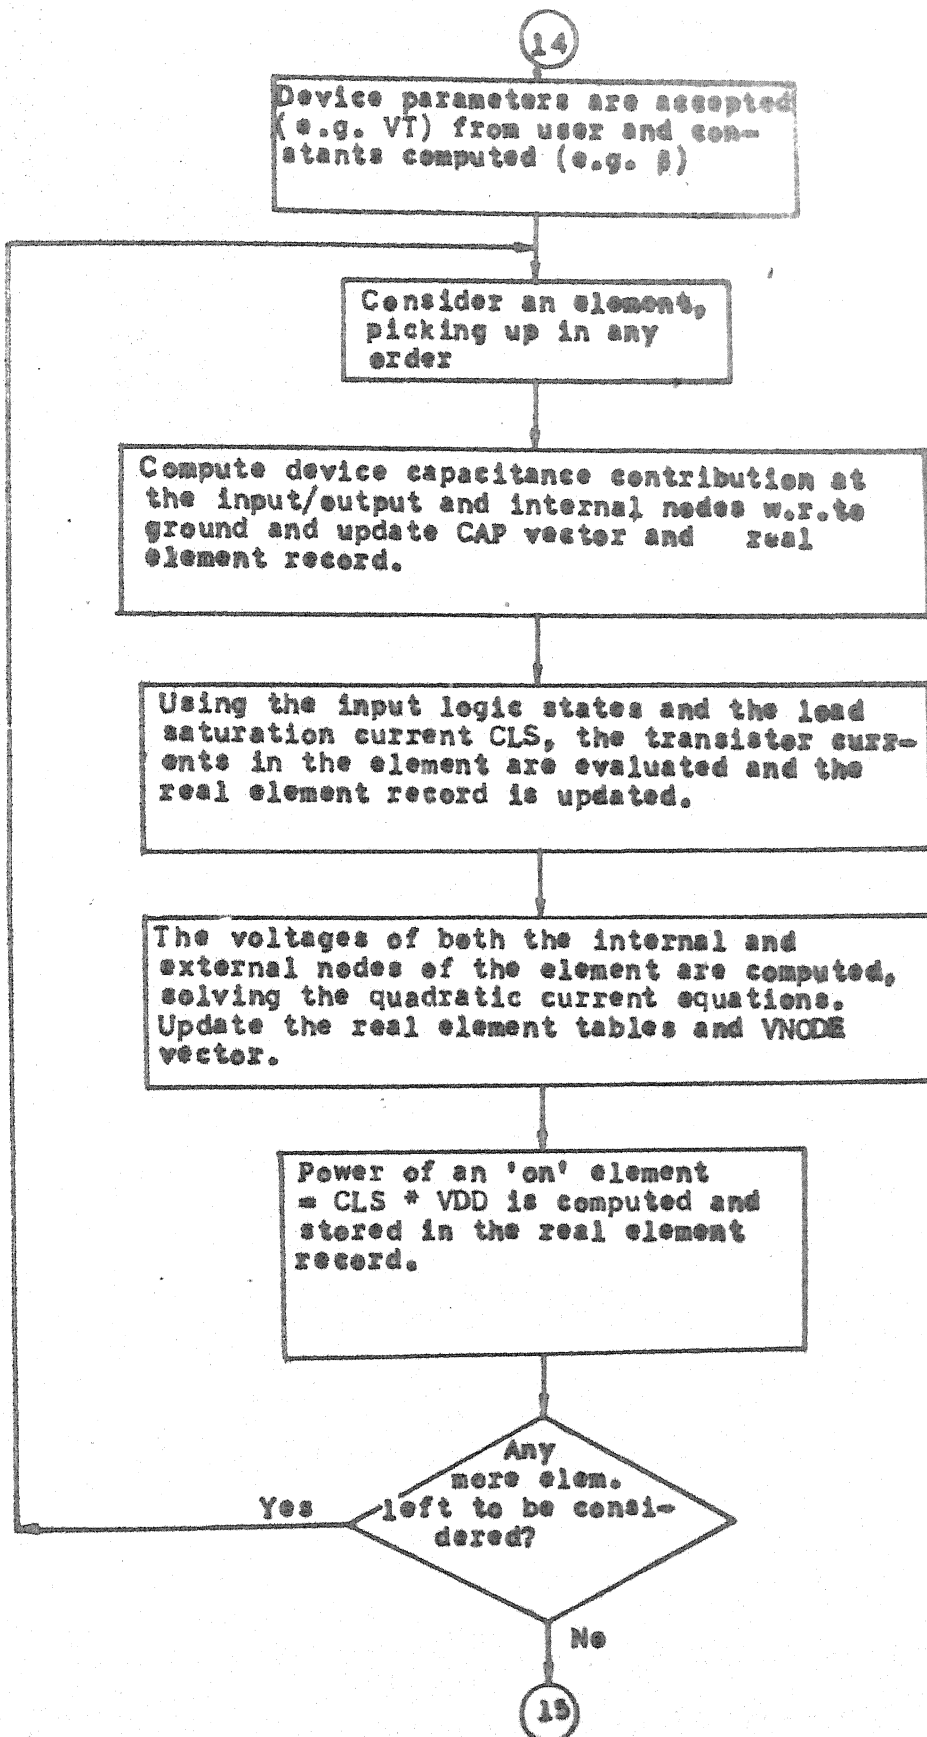 14
Device parameters are accepted
(e.g. VT) from user and con-
stants computed (e.g. β)
Consider an element,
picking up in any
order
Compute device capacitance contribution at
the input/output and internal nodes w.r.to
ground and update CAP vector and real
element record.
Using the input logic states and the load
saturation current CLS, the transistor curr-
ents in the element are evaluated and the
real element record is updated.
The voltages of both the internal and
external nodes of the element are computed,
solving the quadratic current equations.
Update the real element tables and VNODE
vector.
Power of an 'on' element
= CLS * VDD is computed and
stored in the real element
record.
Any
more elem.
Yes left to be consi-
dered?
No
15